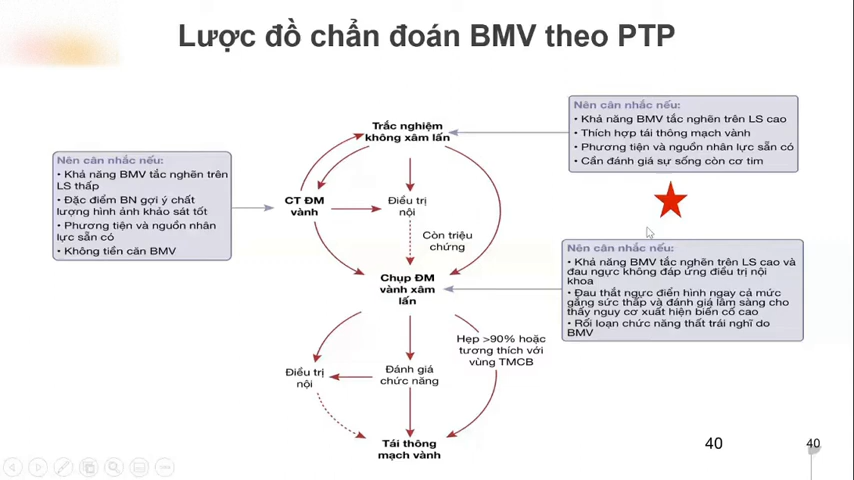 Lược đồ chẩn đoán BMV theo PTP
Nên cân nhắc nếu:
• Khả năng BMV tắc nghẽn trên
LS thấp
• Đặc điểm BN gợi ý chất
lượng hình ảnh khảo sát tốt
• Phương tiện và nguồn nhân
lực sẵn có
• Không tiền căn BMV
Trắc nghiệm
không xâm lấn
CT ĐM
vành
Điều trị
nội
Còn triệu
chứng
Chụp ĐM
vành xâm
lấn
Hẹp >90% hoặc
tương thích với
vùng TMCB
Điều trị
nội
Đánh giá
chức năng
Tái thông
mạch vành
Nên cân nhắc nếu:
• Khả năng BMV tắc nghẽn trên LS cao
• Thích hợp tái thông mạch vành
• Phương tiện và nguồn nhân lực sẵn có
• Cần đánh giá sự sống còn cơ tim
Nên cân nhắc nếu:
• Khả năng BMV tắc nghẽn trên LS cao và
đau ngực không đáp ứng điều trị nội
khoa
• Đau thắt ngực điển hình ngay cả mức
gắng sức thấp và đánh giá lâm sàng cho
thấy nguy cơ xuất hiện biến cố cao
• Rối loạn chức năng thất trái nghĩ do
BMV
40
40